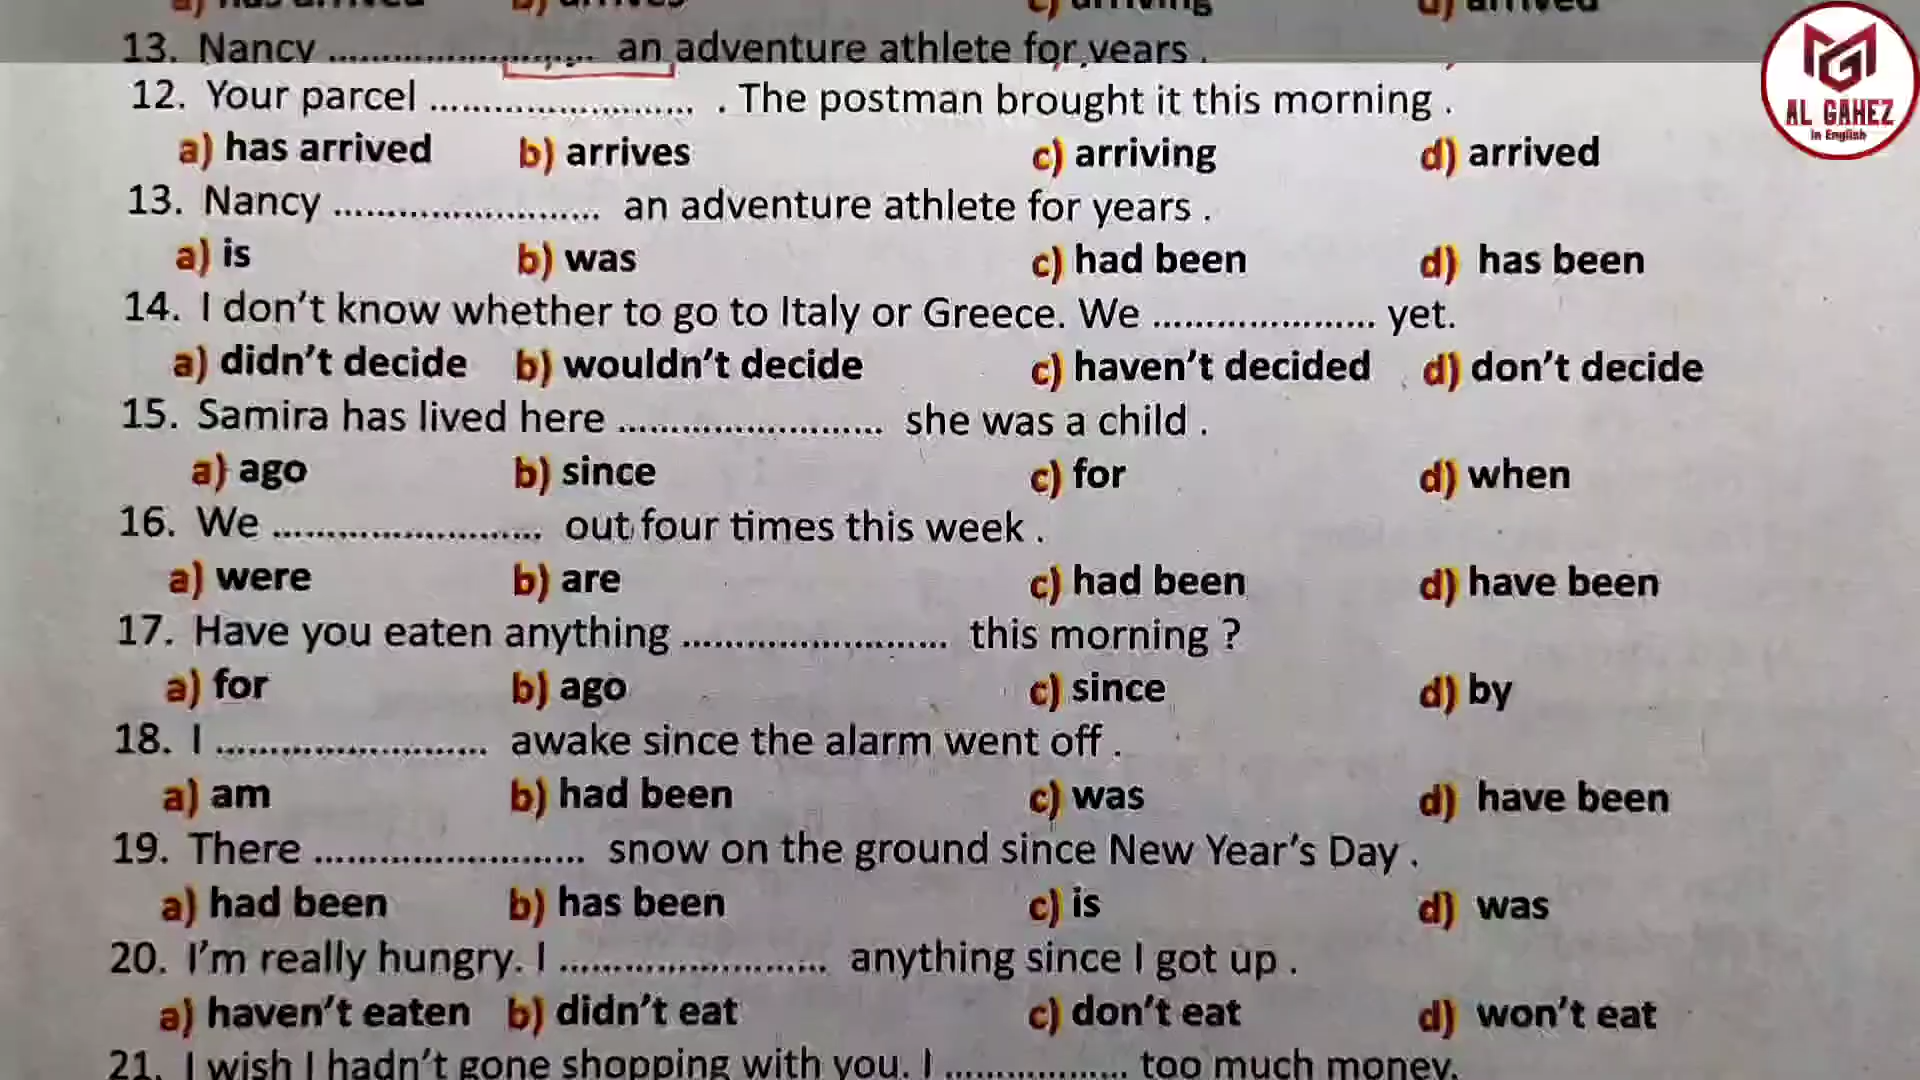 a) has arrived b) arrives c) arriving d) arrived
13. Nancy ........................ an adventure athlete for years .
12. Your parcel ........................ . The postman brought it this morning .
a) has arrived b) arrives c) arriving d) arrived
13. Nancy ........................ an adventure athlete for years .
a) is b) was c) had been d) has been
14. I don't know whether to go to Italy or Greece. We .................... yet.
a) didn't decide b) wouldn't decide c) haven't decided d) don't decide
15. Samira has lived here ........................ she was a child .
a) ago b) since c) for d) when
16. We ........................ out four times this week .
a) were b) are c) had been d) have been
17. Have you eaten anything ........................ this morning ?
a) for b) ago c) since d) by
18. I ........................ awake since the alarm went off .
a) am b) had been c) was d) have been
19. There ........................ snow on the ground since New Year's Day .
a) had been b) has been c) is d) was
20. I'm really hungry. I ........................ anything since I got up .
a) haven't eaten b) didn't eat c) don't eat d) won't eat
21. I wish I hadn't gone shopping with you. I ................. too much money.
AL GAHEZ
in English